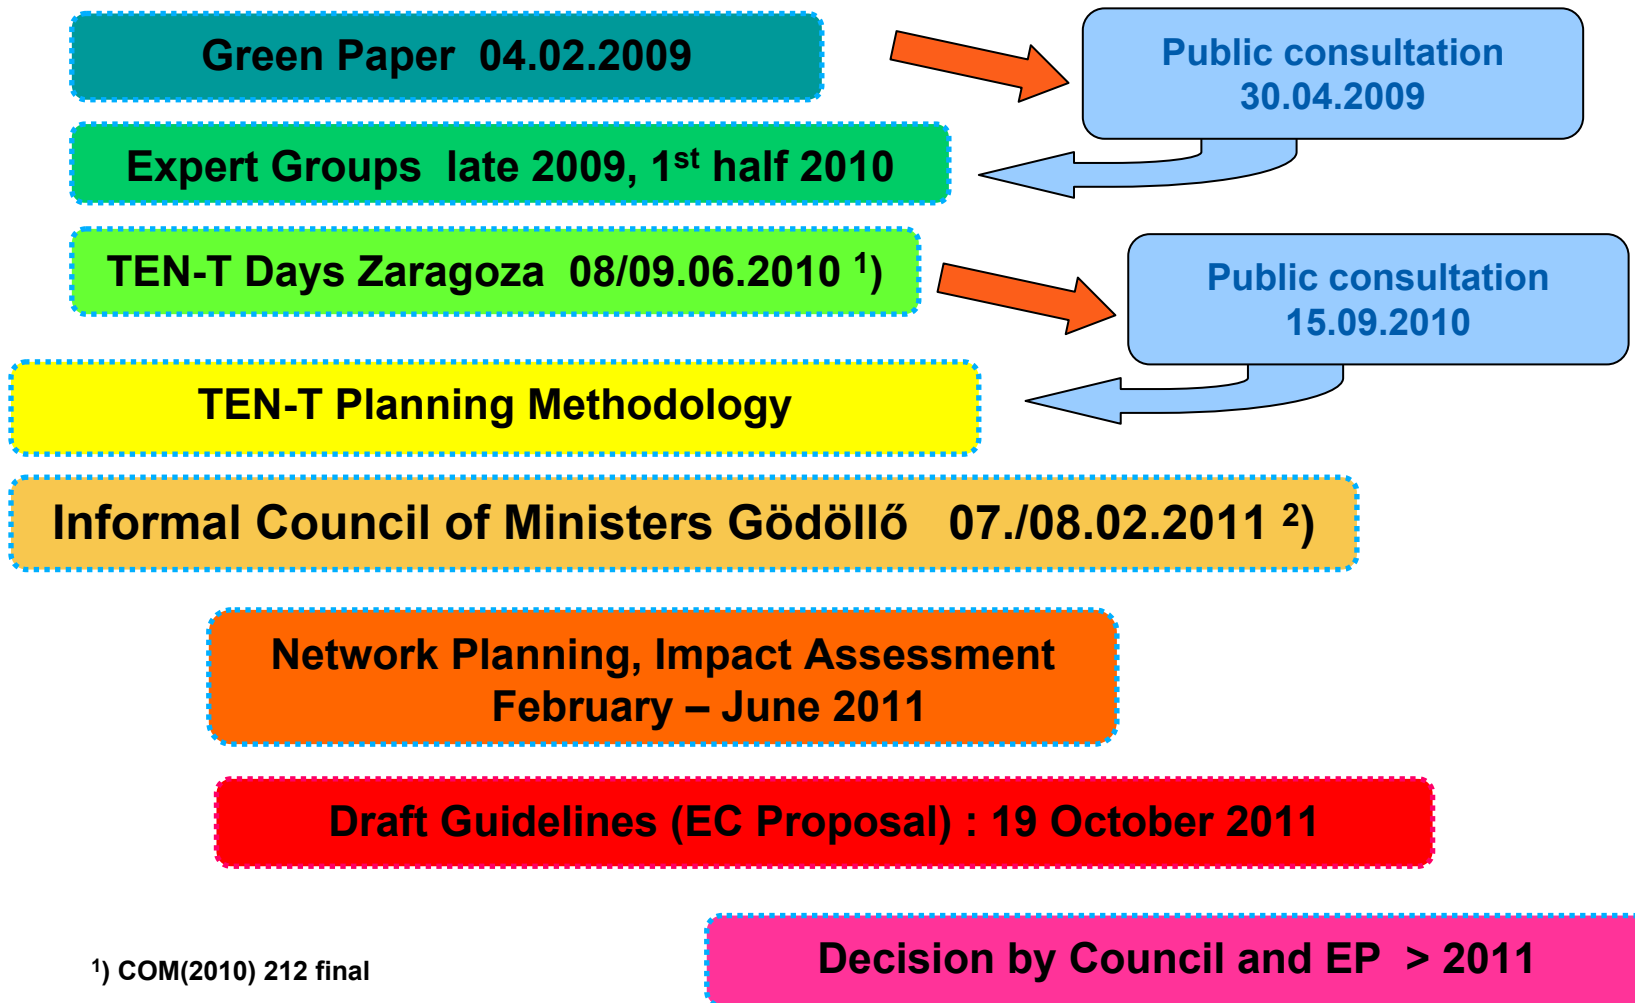 Green Paper 04.02.2009
Public consultation
30.04.2009
Expert Groups late 2009, 1st half 2010
TEN-T Days Zaragoza 08/09.06.2010 ¹)
Public consultation
15.09.2010
TEN-T Planning Methodology
Informal Council of Ministers Gödöllő 07./08.02.2011 ²)
Network Planning, Impact Assessment
February – June 2011
Draft Guidelines (EC Proposal) : 19 October 2011
Decision by Council and EP > 2011
¹) COM(2010) 212 final